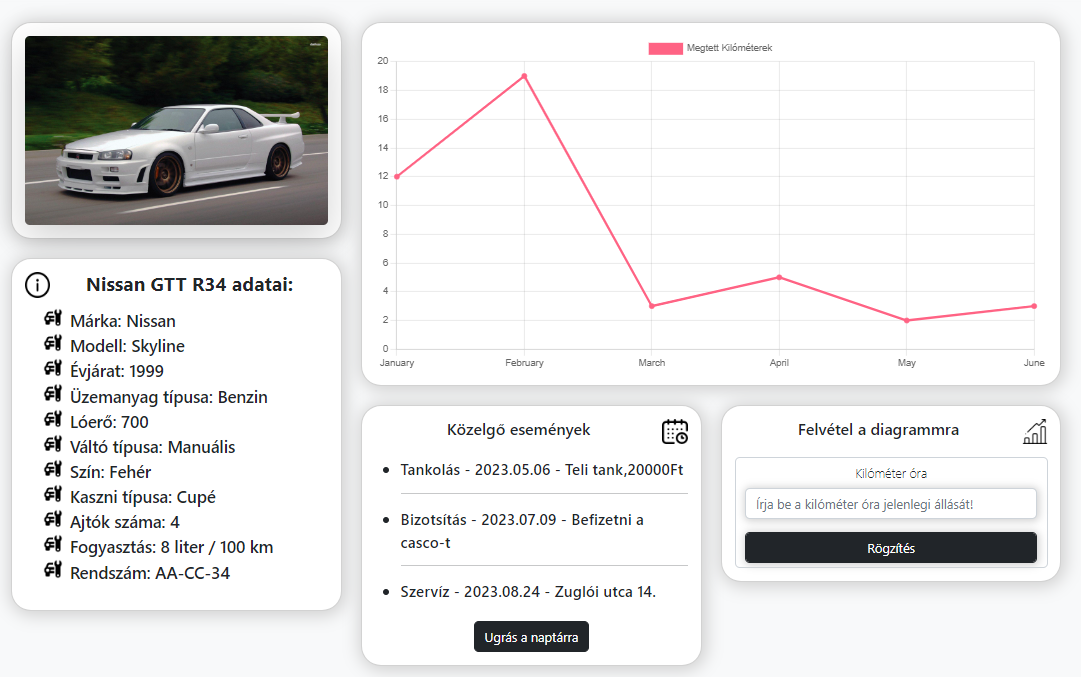 Nissan GTT R34 adatai:
Márka: Nissan
Modell: Skyline
Évjárat: 1999
Üzemanyag típusa: Benzin
Lóerő: 700
Váltó típusa: Manuális
Szín: Fehér
Kaszni típusa: Cupé
Ajtók száma: 4
Fogyasztás: 8 liter / 100 km
Rendszám: AA-CC-34
Megtett Kilóméterek
20
18
16
14
12
10
8
6
4
2
0
January February March April May June
Közelgő események
Tankolás - 2023.05.06 - Teli tank,20000Ft
Bizotsítás - 2023.07.09 - Befizetni a
casco-t
Szervíz - 2023.08.24 - Zuglói utca 14.
Ugrás a naptárra
Felvétel a diagrammra
Kilóméter óra
Írja be a kilóméter óra jelenlegi állását!
Rögzítés